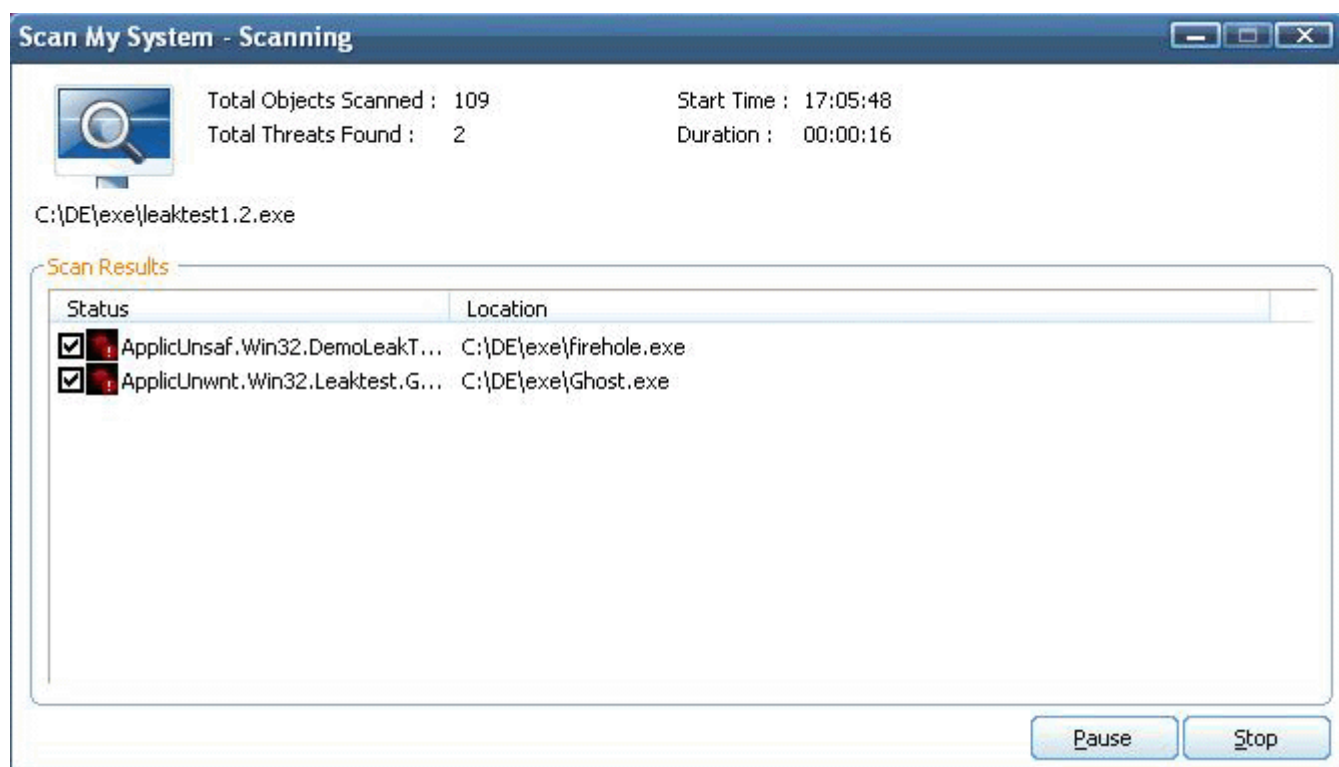 Scan My System - Scanning
Total Objects Scanned : 109 Start Time : 17:05:48
Total Threats Found : 2 Duration : 00:00:16
C:\DE\exe\leaktest1.2.exe
Scan Results
Status Location
ApplicUnsaf.Win32.DemoLeakT... C:\DE\exe\firehole.exe
ApplicUnwnt.Win32.Leaktest.G... C:\DE\exe\Ghost.exe
Pause Stop